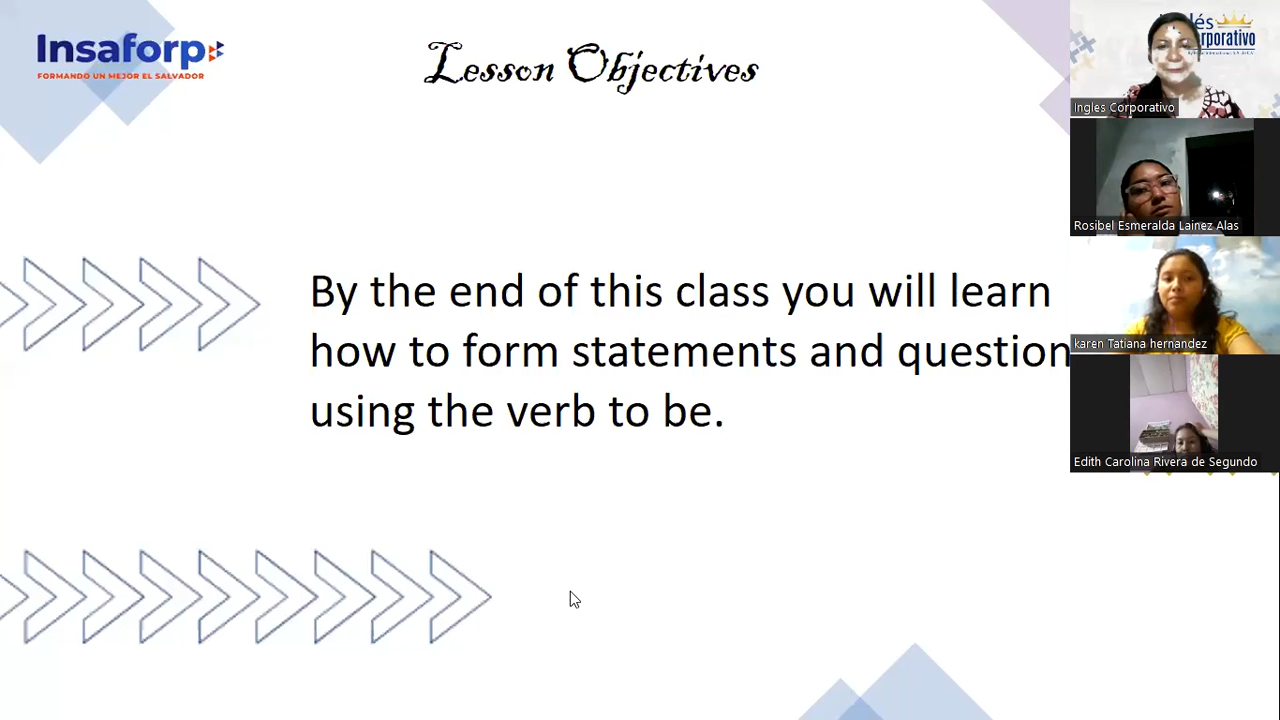 Insaforp
FORMANDO UN MEJOR EL SALVADOR
Lesson Objectives
By the end of this class you will learn
how to form statements and question
using the verb to be.
Ingles Corporativo
Rosibel Esmeralda Lainez Alas
karen Tatiana hernandez
Edith Carolina Rivera de Segundo